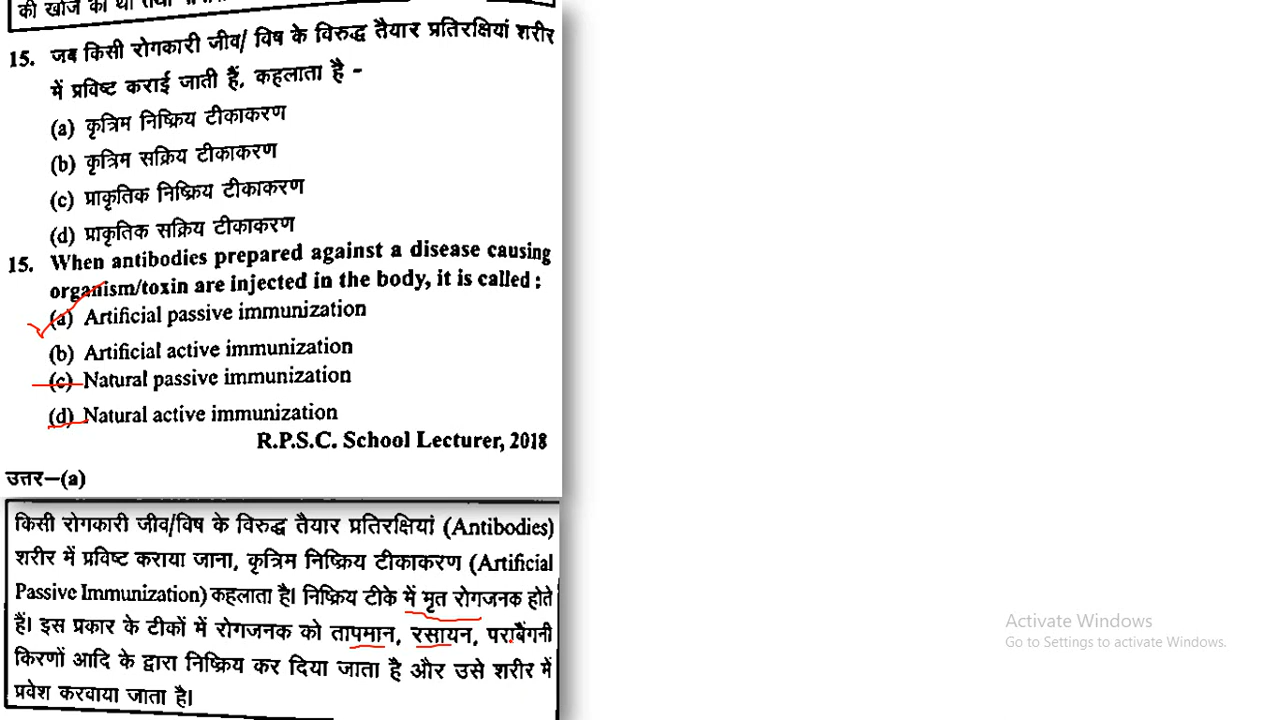 की खोज की थी तथा
15. जब किसी रोगकारी जीव/ विष के विरुद्ध तैयार प्रतिरक्षियां शरीर
में प्रविष्ट कराई जाती हैं, कहलाता है -
(a) कृत्रिम निष्क्रिय टीकाकरण
(b) कृत्रिम सक्रिय टीकाकरण
(c) प्राकृतिक निष्क्रिय टीकाकरण
(d) प्राकृतिक सक्रिय टीकाकरण
15. When antibodies prepared against a disease causing
organism/toxin are injected in the body, it is called :
(a) Artificial passive immunization
(b) Artificial active immunization
(c) Natural passive immunization
(d) Natural active immunization
R.P.S.C. School Lecturer, 2018
उत्तर–(a)
किसी रोगकारी जीव/विष के विरुद्ध तैयार प्रतिरक्षियां (Antibodies)
शरीर में प्रविष्ट कराया जाना, कृत्रिम निष्क्रिय टीकाकरण (Artificial
Passive Immunization) कहलाता है। निष्क्रिय टीके में मृत रोगजनक होते
हैं। इस प्रकार के टीकों में रोगजनक को तापमान, रसायन, पराबैंगनी
किरणों आदि के द्वारा निष्क्रिय कर दिया जाता है और उसे शरीर में
प्रवेश करवाया जाता है।
Activate Windows
Go to Settings to activate Windows.